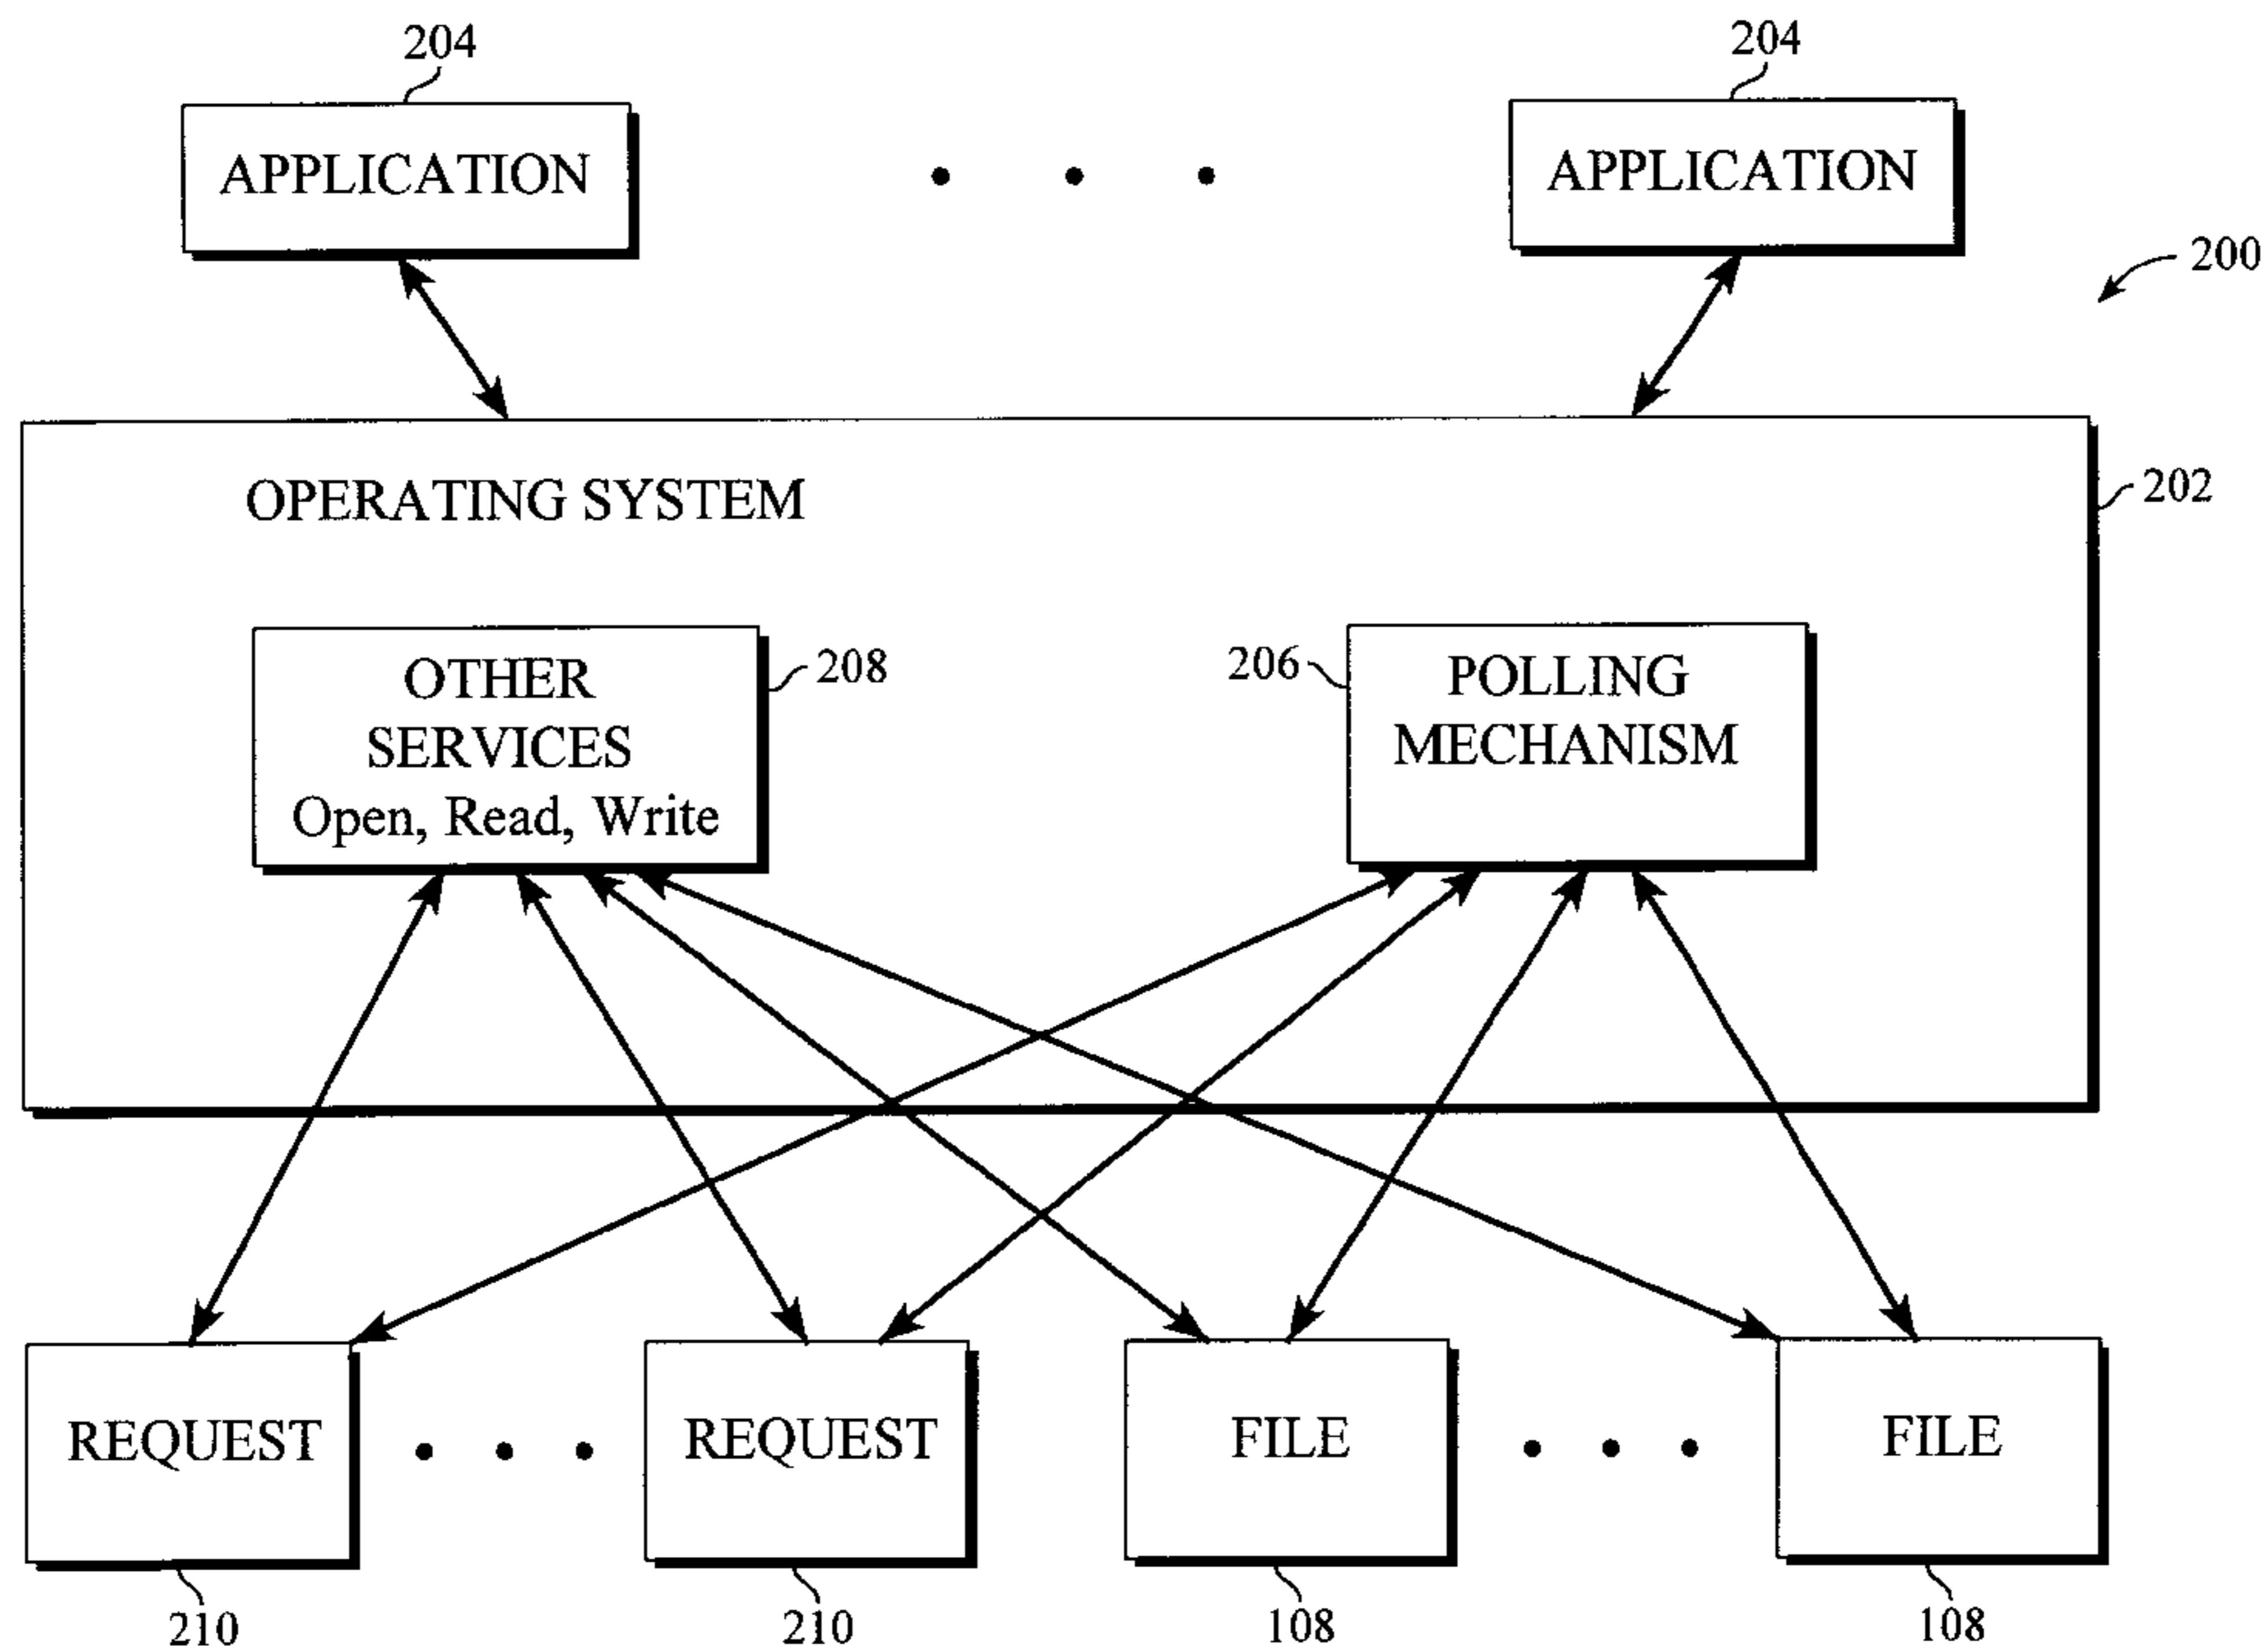 204
204
APPLICATION
APPLICATION
200
OPERATING SYSTEM
202
OTHER
SERVICES
Open, Read, Write
208
206
POLLING
MECHANISM
REQUEST
REQUEST
FILE
FILE
210
210
108
108